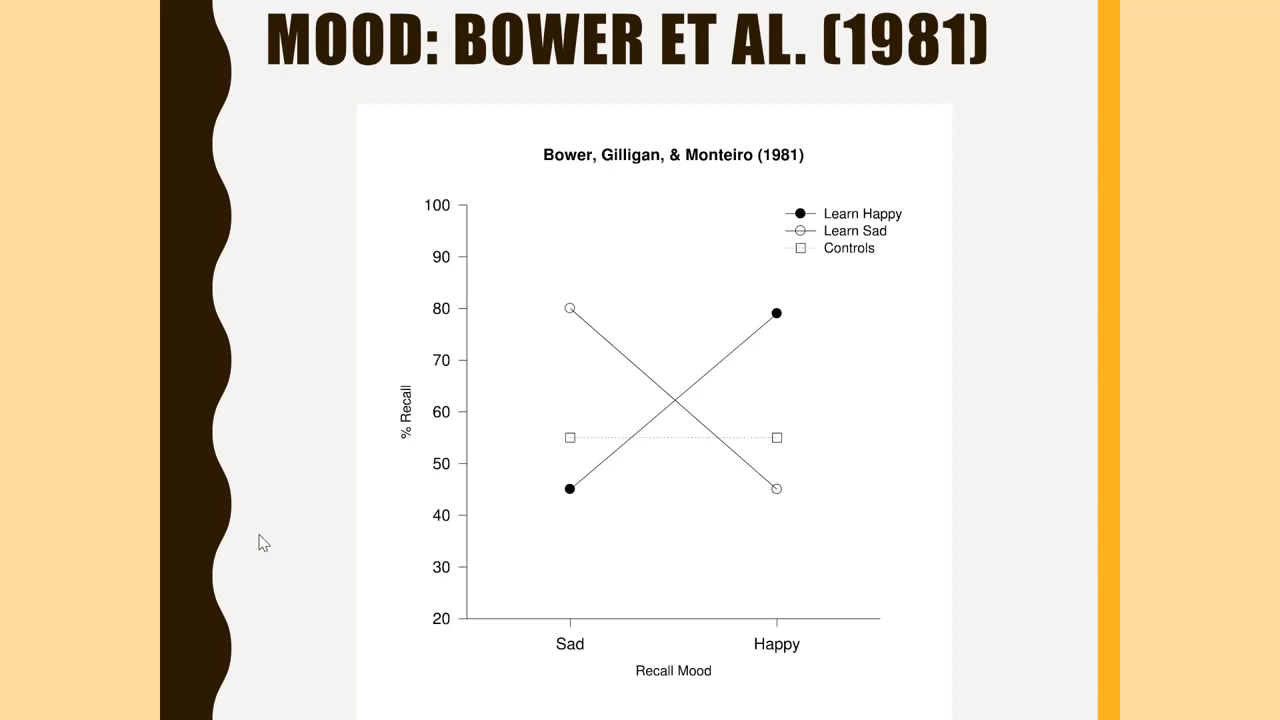 MOOD: BOWER ET AL. (1981)
Bower, Gilligan, & Monteiro (1981)
Learn Happy
Learn Sad
Controls
100
90
80
70
60
50
40
30
20
% Recall
Sad
Happy
Recall Mood